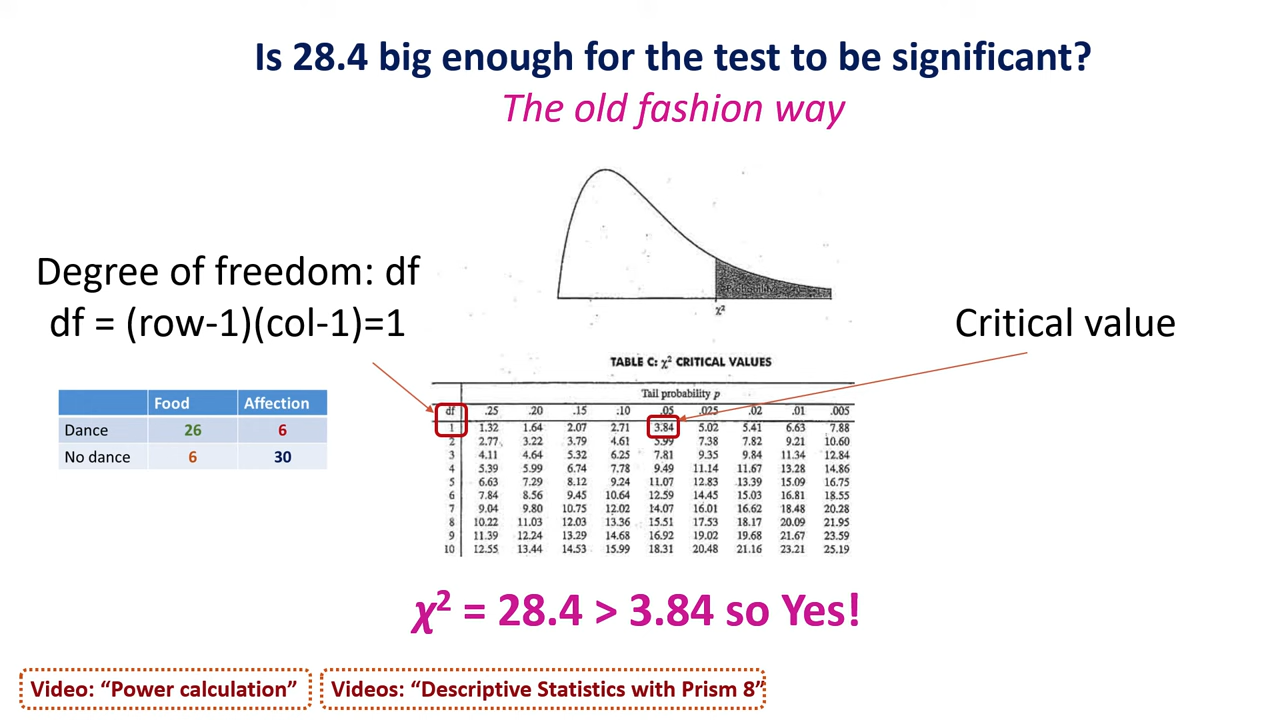 Is 28.4 big enough for the test to be significant?
The old fashion way
χ²
Degree of freedom: df
df = (row-1)(col-1)=1
Critical value
Food Affection
Dance 26 6
No dance 6 30
TABLE C: χ² CRITICAL VALUES
Tail probability p
df .25 .20 .15 :10 .05 .025 .02 .01 .005
1 1.32 1.64 2.07 2.71 3.84 5.02 5.41 6.63 7.88
2 2.77 3.22 3.79 4.61 5.99 7.38 7.82 9.21 10.60
3 4.11 4.64 5.32 6.25 7.81 9.35 9.84 11.34 12.84
4 5.39 5.99 6.74 7.78 9.49 11.14 11.67 13.28 14.86
5 6.63 7.29 8.12 9.24 11.07 12.83 13.39 15.09 16.75
6 7.84 8.56 9.45 10.64 12.59 14.45 15.03 16.81 18.55
7 9.04 9.80 10.75 12.02 14.07 16.01 16.62 18.48 20.28
8 10.22 11.03 12.03 13.36 15.51 17.53 18.17 20.09 21.95
9 11.39 12.24 13.29 14.68 16.92 19.02 19.68 21.67 23.59
10 12.55 13.44 14.53 15.99 18.31 20.48 21.16 23.21 25.19
χ² = 28.4 > 3.84 so Yes!
Video: “Power calculation”
Videos: “Descriptive Statistics with Prism 8”